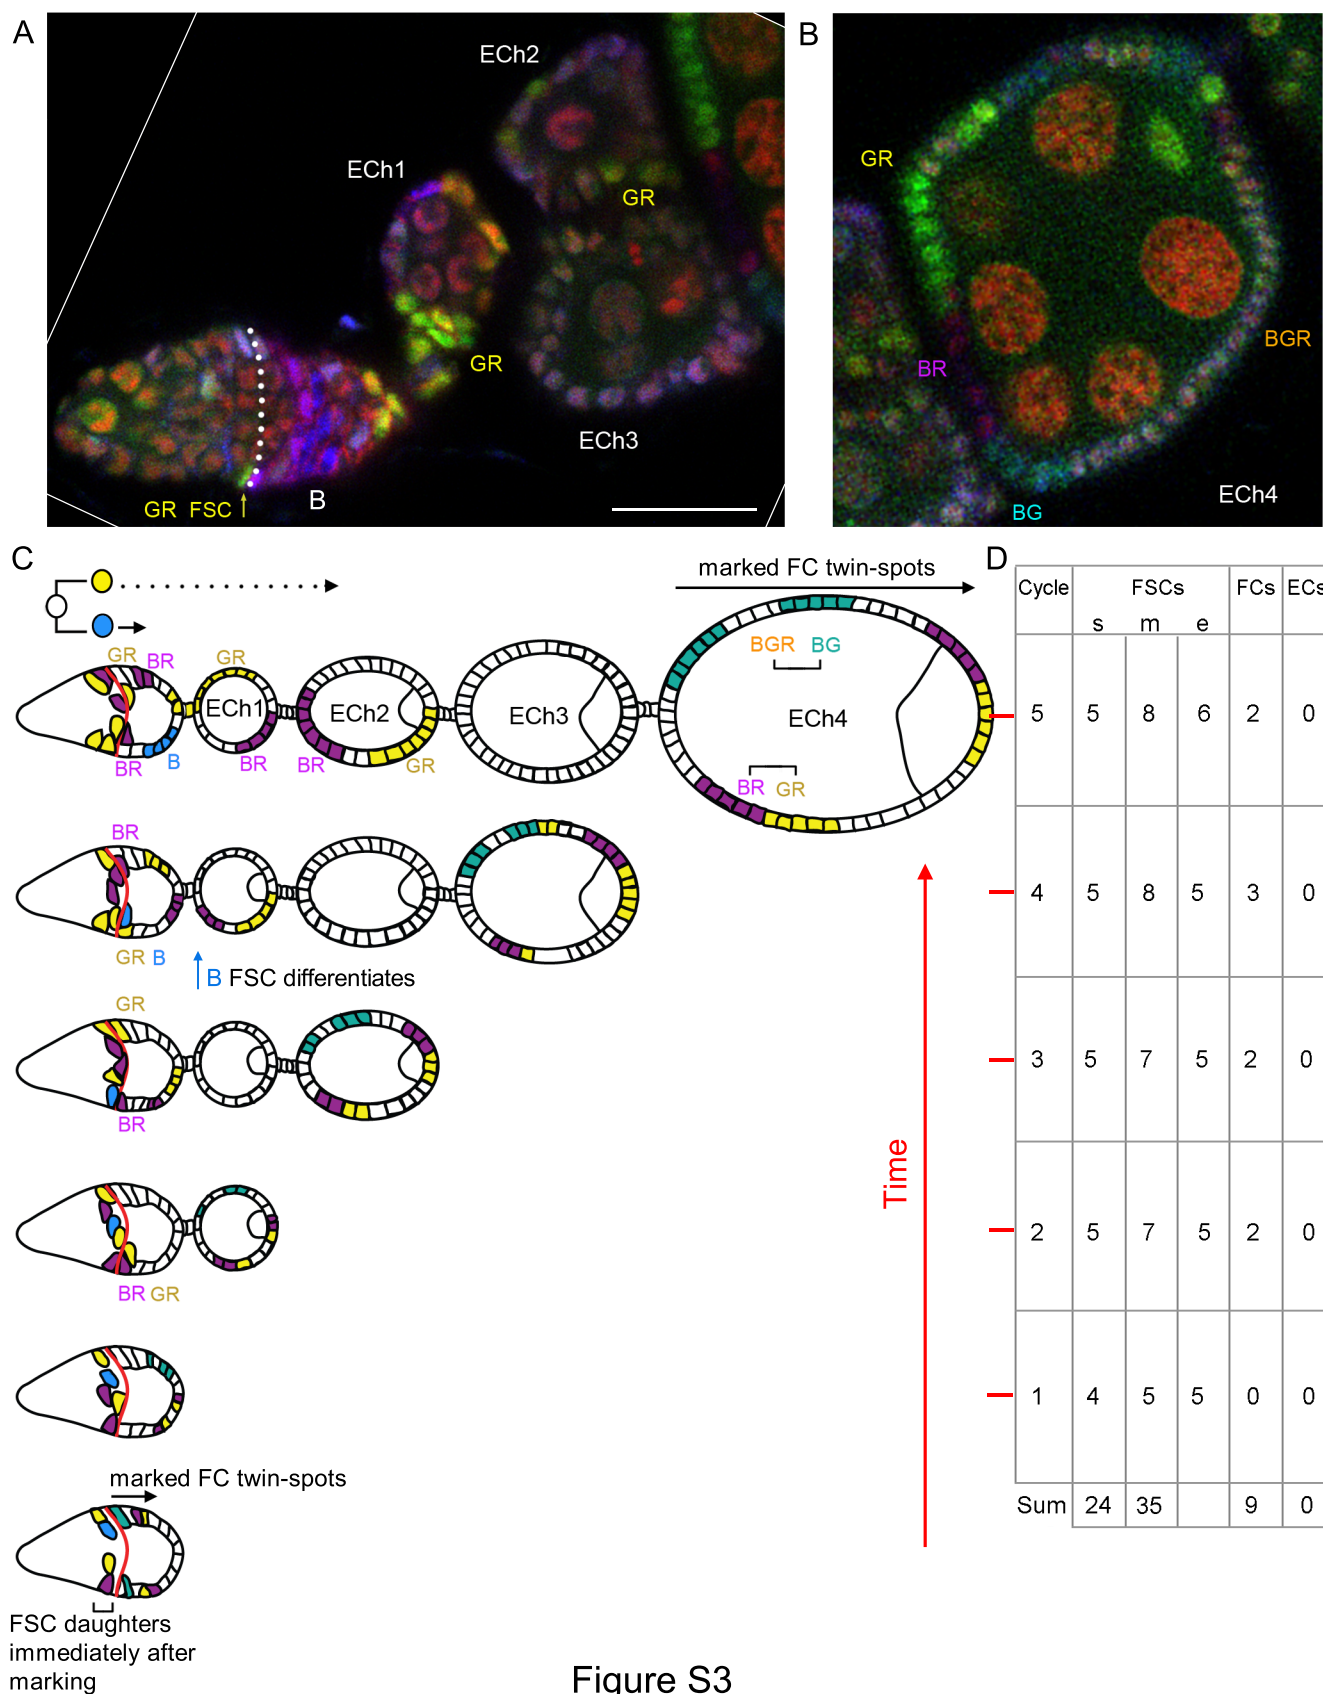 A
ECh2
ECh1
GR
GR
ECh3
GR FSC
B
B
GR
BR
BGR
ECh4
BG
C
marked FC twin-spots
GR
BR
GR
BGR BG
ECh1
ECh2
ECh3
ECh4
BR
B
BR
BR
GR
BR GR
BR
GR B
B FSC differentiates
GR
BR
BR GR
marked FC twin-spots
FSC daughters
immediately after
marking
Time
D
Cycle FSCs FCs ECs
s m e
5 5 8 6 2 0
4 5 8 5 3 0
3 5 7 5 2 0
2 5 7 5 2 0
1 4 5 5 0 0
Sum 24 35 9 0
Figure S3